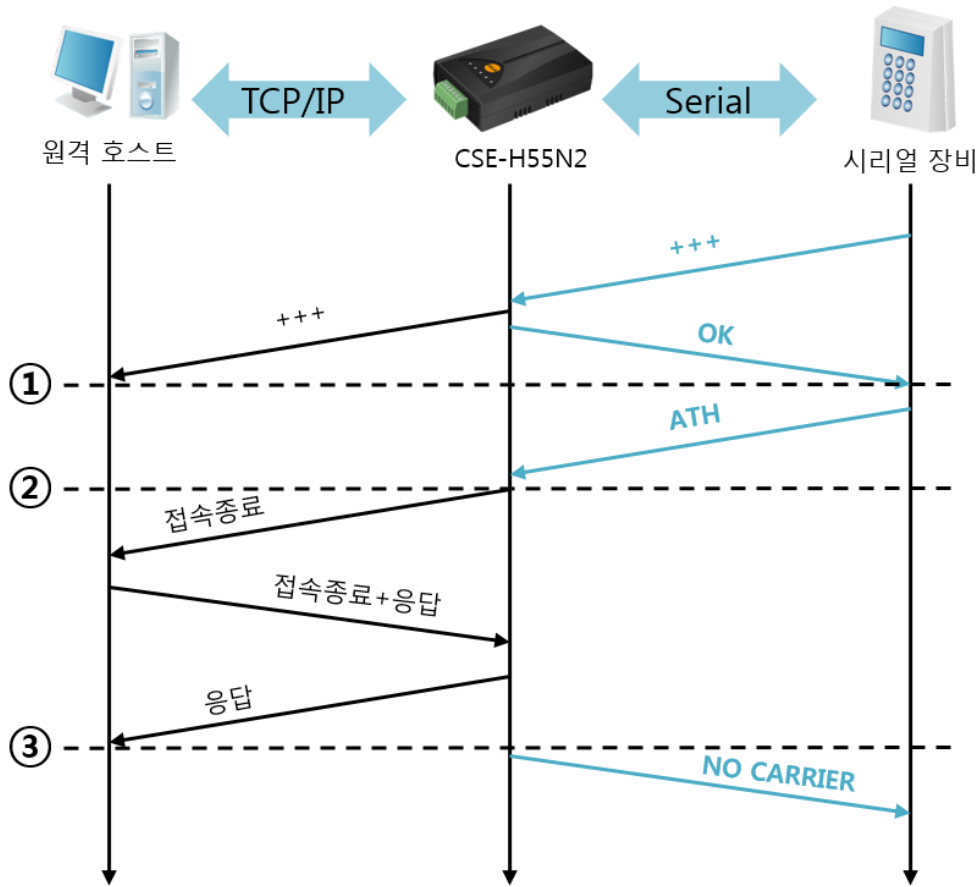 TCP/IP
Serial
원격 호스트
CSE-H55N2
시리얼 장비
+++
+++
OK
①
ATH
②
접속종료
접속종료+응답
응답
③
NO CARRIER